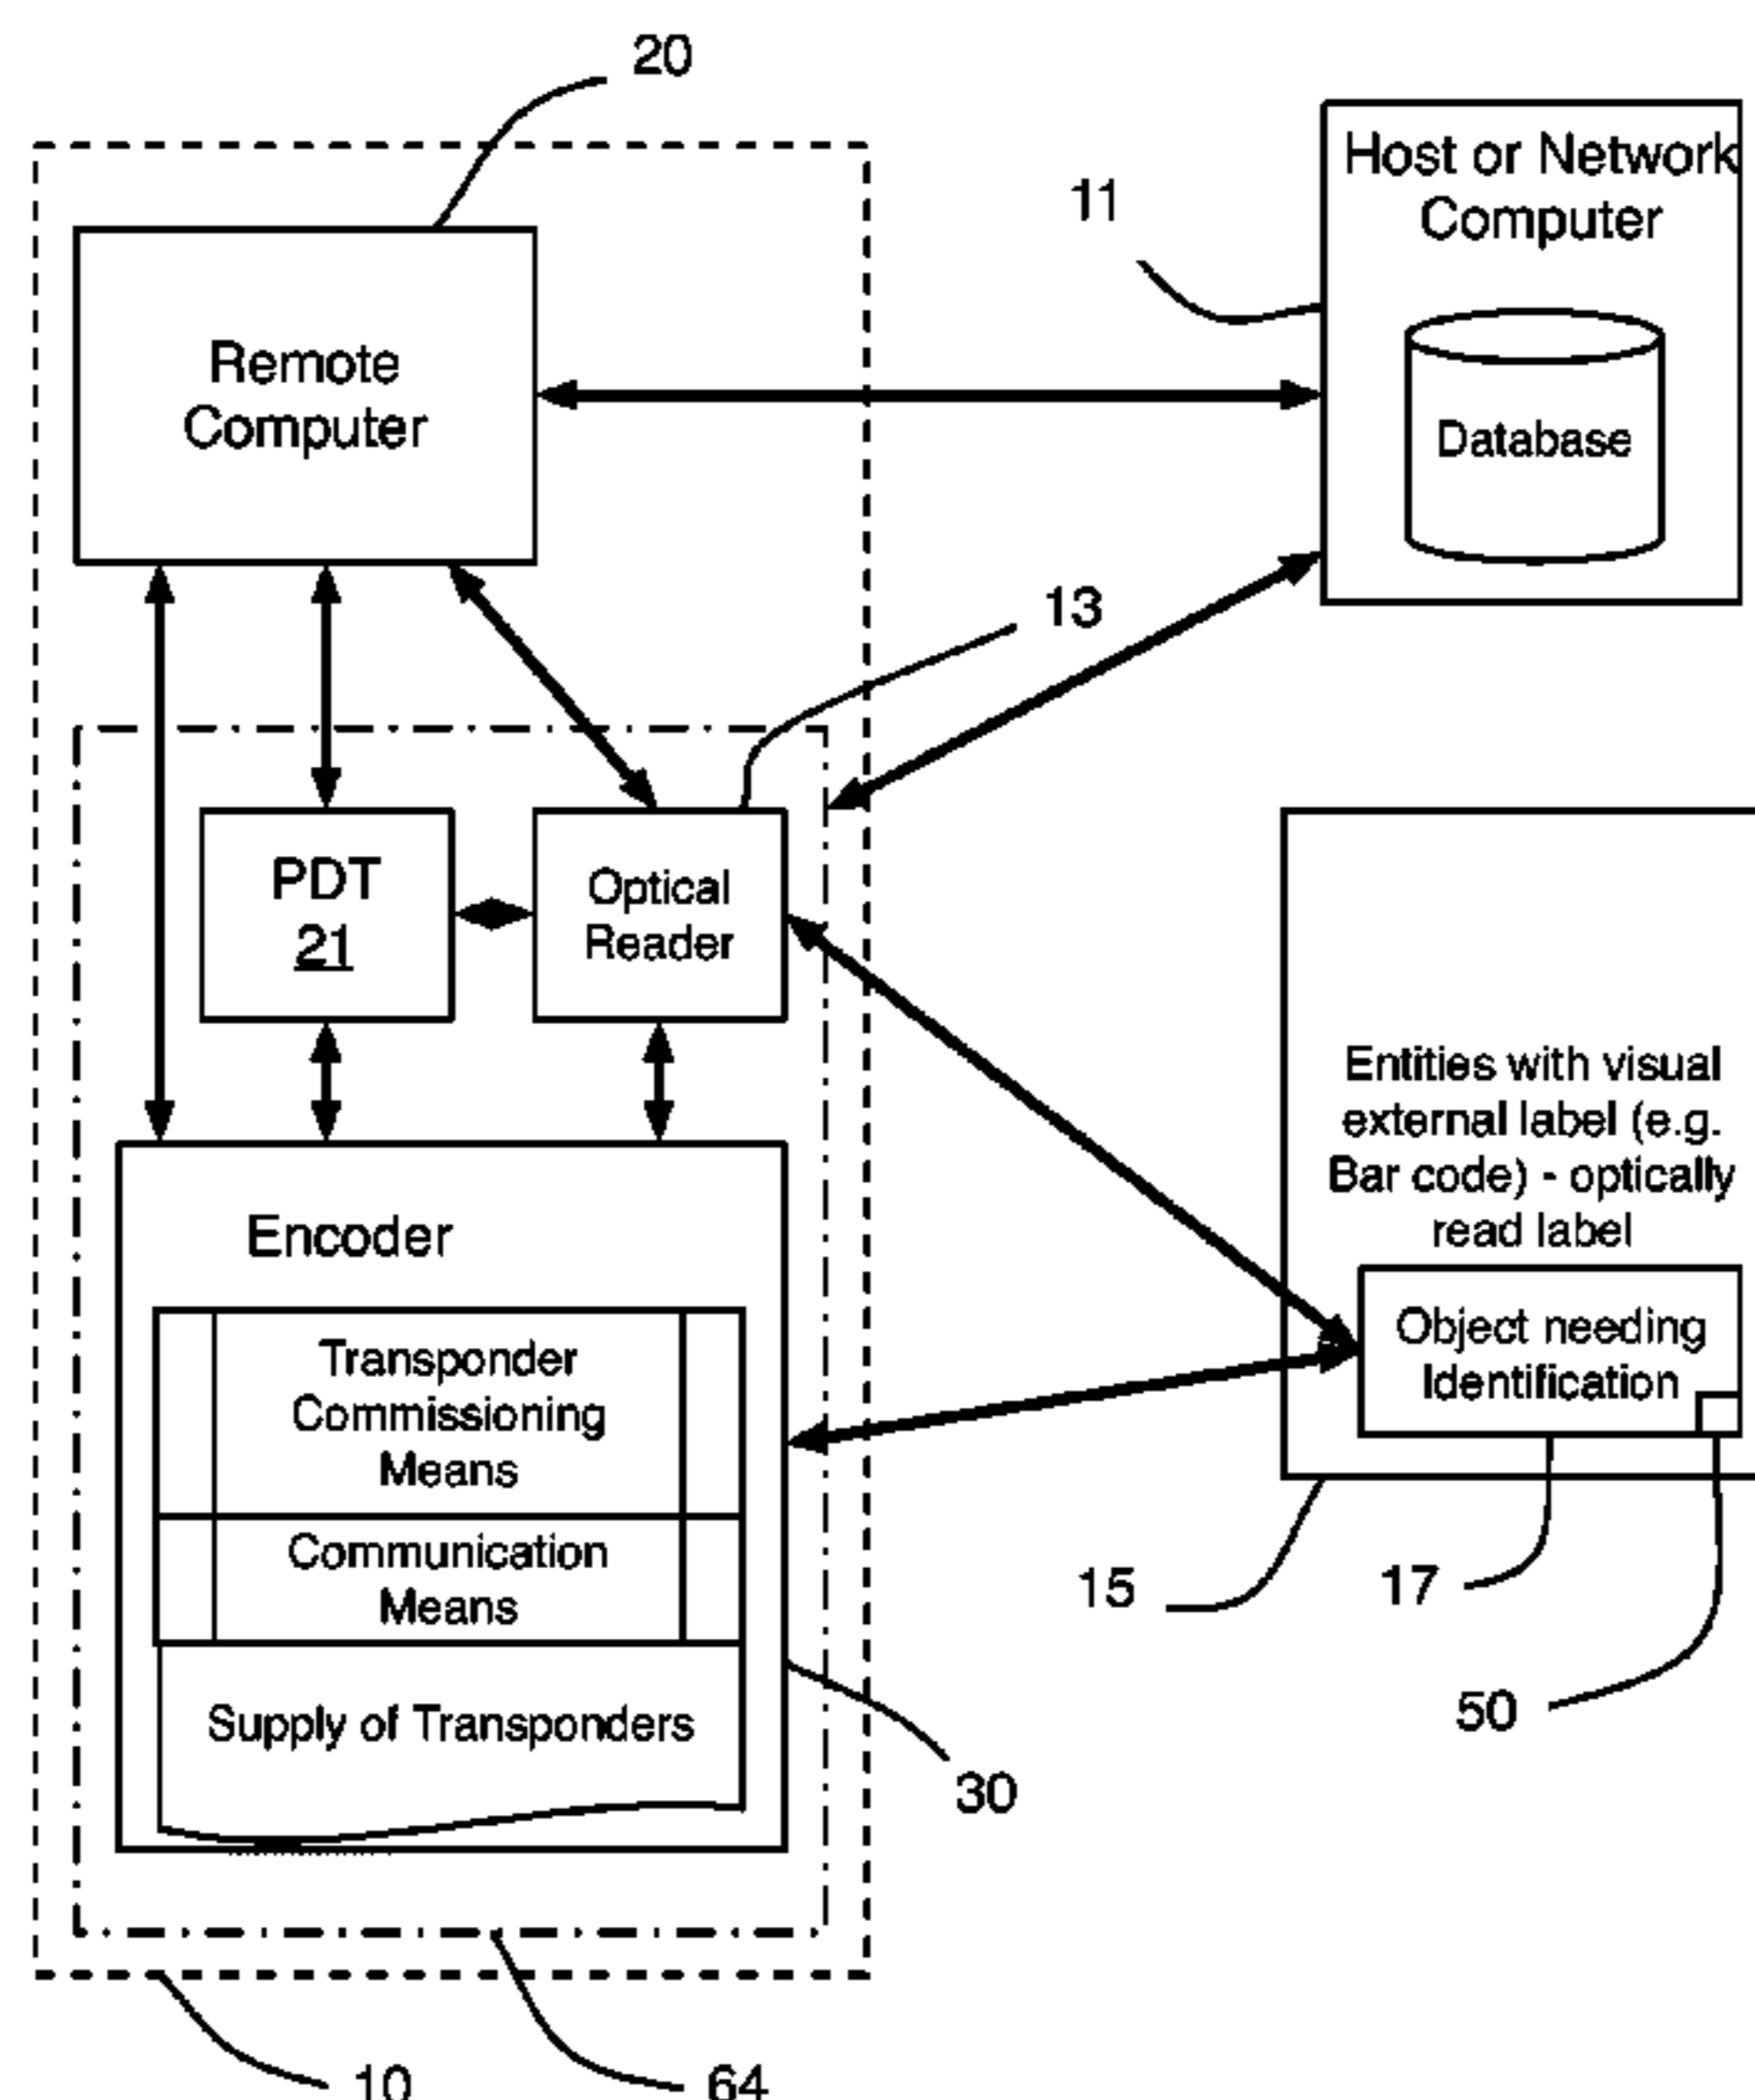 20
Host or Network
Computer
11
Remote
Computer
Database
13
PDT
21
Optical
Reader
Entities with visual
external label (e.g.
Bar code) - optically
read label
Encoder
Object needing
Identification
Transponder
Commissioning
Means
Communication
Means
15
17
50
Supply of Transponders
30
10
64